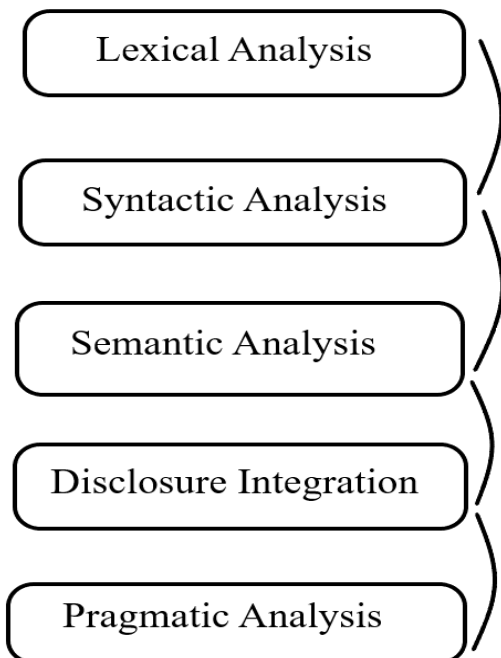 Lexical Analysis
Syntactic Analysis
Semantic Analysis
Disclosure Integration
Pragmatic Analysis